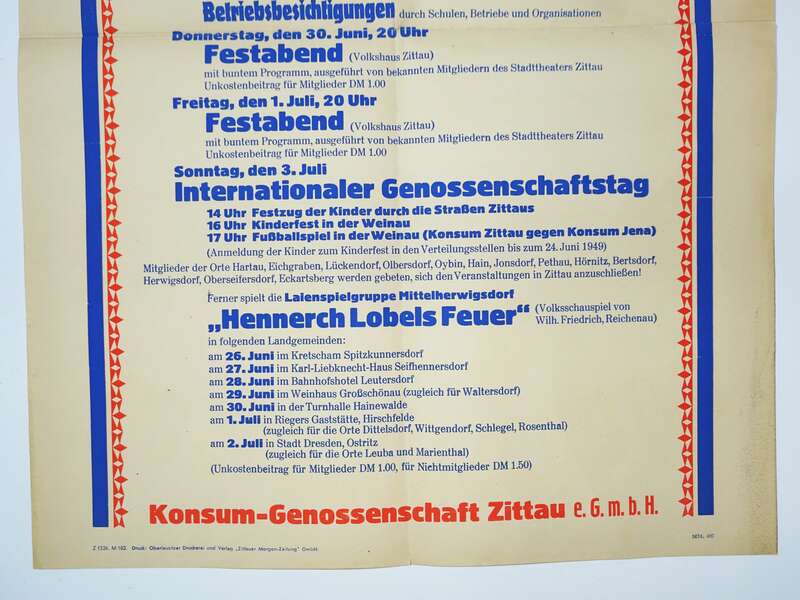 Betriebsbesichtigungen durch Schulen, Betriebe und Organisationen
Donnerstag, den 30. Juni, 20 Uhr
Festabend (Volkshaus Zittau)
mit buntem Programm, ausgeführt von bekannten Mitgliedern des Stadttheaters Zittau
Unkostenbeitrag für Mitglieder DM 1.00
Freitag, den 1. Juli, 20 Uhr
Festabend (Volkshaus Zittau)
mit buntem Programm, ausgeführt von bekannten Mitgliedern des Stadttheaters Zittau
Unkostenbeitrag für Mitglieder DM 1.00
Sonntag, den 3. Juli
Internationaler Genossenschaftstag
14 Uhr Festzug der Kinder durch die Straßen Zittaus
16 Uhr Kinderfest in der Weinau
17 Uhr Fußballspiel in der Weinau (Konsum Zittau gegen Konsum Jena)
(Anmeldung der Kinder zum Kinderfest in den Verteilungsstellen bis zum 24. Juni 1949)
Mitglieder der Orte Hartau, Eichgraben, Lückendorf, Olbersdorf, Oybin, Hain, Jonsdorf, Pethau, Hörnitz, Bertsdorf,
Herwigsdorf, Oberseifersdorf, Eckartsberg werden gebeten, sich den Veranstaltungen in Zittau anzuschließen!
Ferner spielt die Laienspielgruppe Mittelherwigsdorf
„Hennerch Lobels Feuer“ (Volksschauspiel von
Wilh. Friedrich, Reichenau)
in folgenden Landgemeinden:
am 26. Juni im Kretscham Spitzkunnersdorf
am 27. Juni im Karl-Liebknecht-Haus Seifhennersdorf
am 28. Juni im Bahnhofshotel Leutersdorf
am 29. Juni im Weinhaus Großschönau (zugleich für Waltersdorf)
am 30. Juni in der Turnhalle Hainewalde
am 1. Juli in Riegers Gaststätte, Hirschfelde
(zugleich für die Orte Dittelsdorf, Wittgendorf, Schlegel, Rosenthal)
am 2. Juli in Stadt Dresden, Ostritz
(zugleich für die Orte Leuba und Marienthal)
(Unkostenbeitrag für Mitglieder DM 1.00, für Nichtmitglieder DM 1.50)
Konsum-Genossenschaft Zittau e. G. m. b. H.
Druck: Oberlausitzer Druckerei und Verlag „Zittauer Morgen-Zeitung“ GmbH.